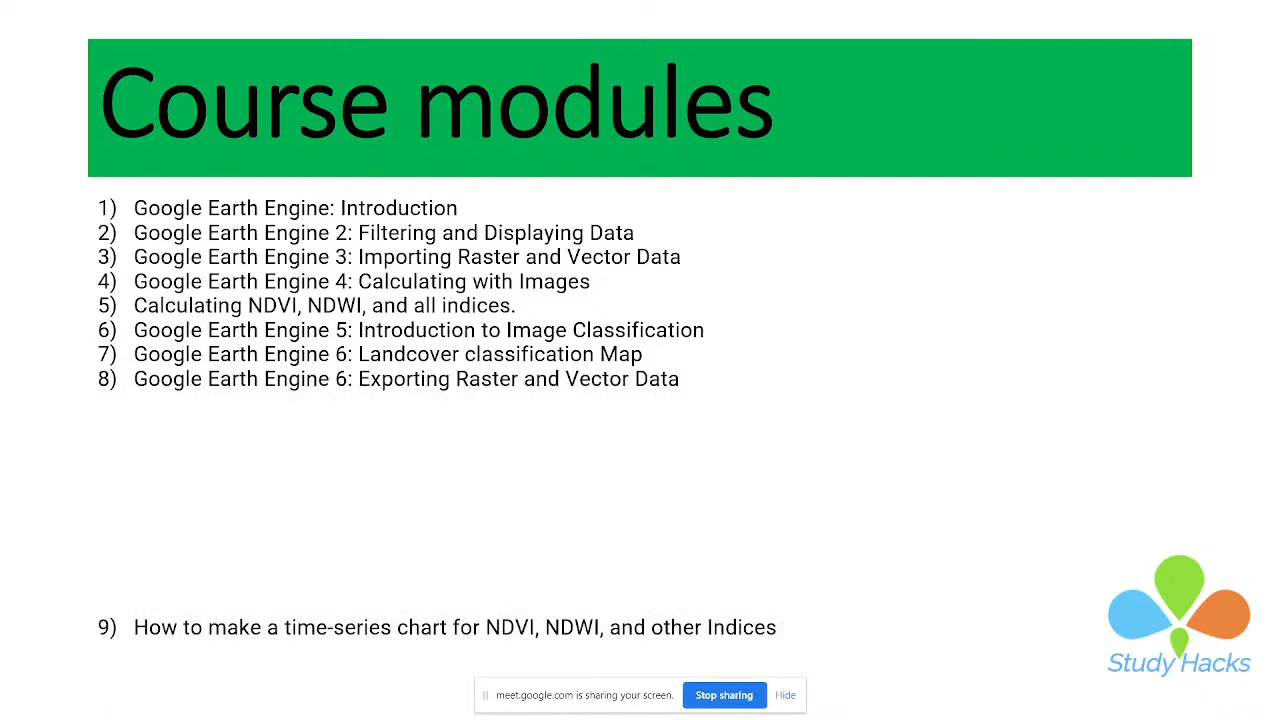 Course modules
1) Google Earth Engine: Introduction
2) Google Earth Engine 2: Filtering and Displaying Data
3) Google Earth Engine 3: Importing Raster and Vector Data
4) Google Earth Engine 4: Calculating with Images
5) Calculating NDVI, NDWI, and all indices.
6) Google Earth Engine 5: Introduction to Image Classification
7) Google Earth Engine 6: Landcover classification Map
8) Google Earth Engine 6: Exporting Raster and Vector Data
9) How to make a time-series chart for NDVI, NDWI, and other Indices
Study Hacks
meet.google.com is sharing your screen. Stop sharing Hide